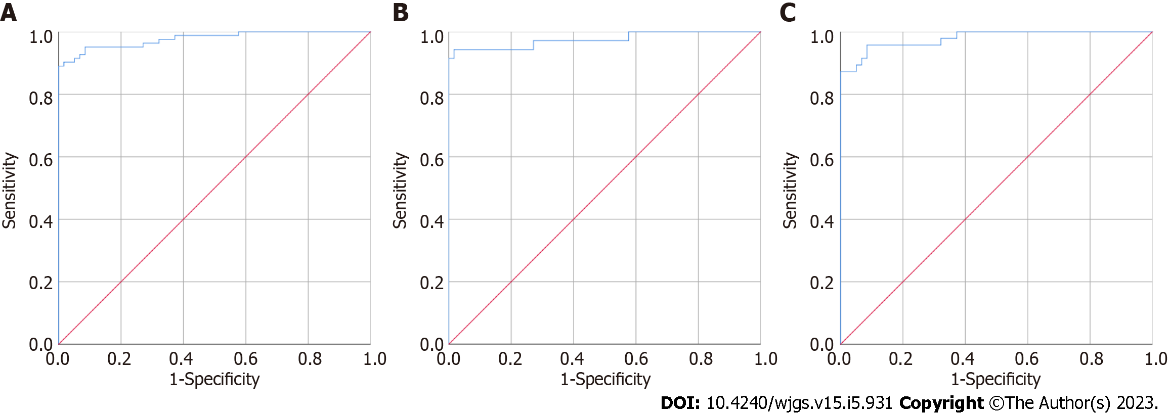 A
B
C
1.0
0.8
0.6
0.4
0.2
0.0
Sensitivity
0.0 0.2 0.4 0.6 0.8 1.0
1-Specificity
1.0
0.8
0.6
0.4
0.2
0.0
Sensitivity
0.0 0.2 0.4 0.6 0.8 1.0
1-Specificity
1.0
0.8
0.6
0.4
0.2
0.0
Sensitivity
0.0 0.2 0.4 0.6 0.8 1.0
1-Specificity
DOI: 10.4240/wjgs.v15.i5.931 Copyright ©The Author(s) 2023.